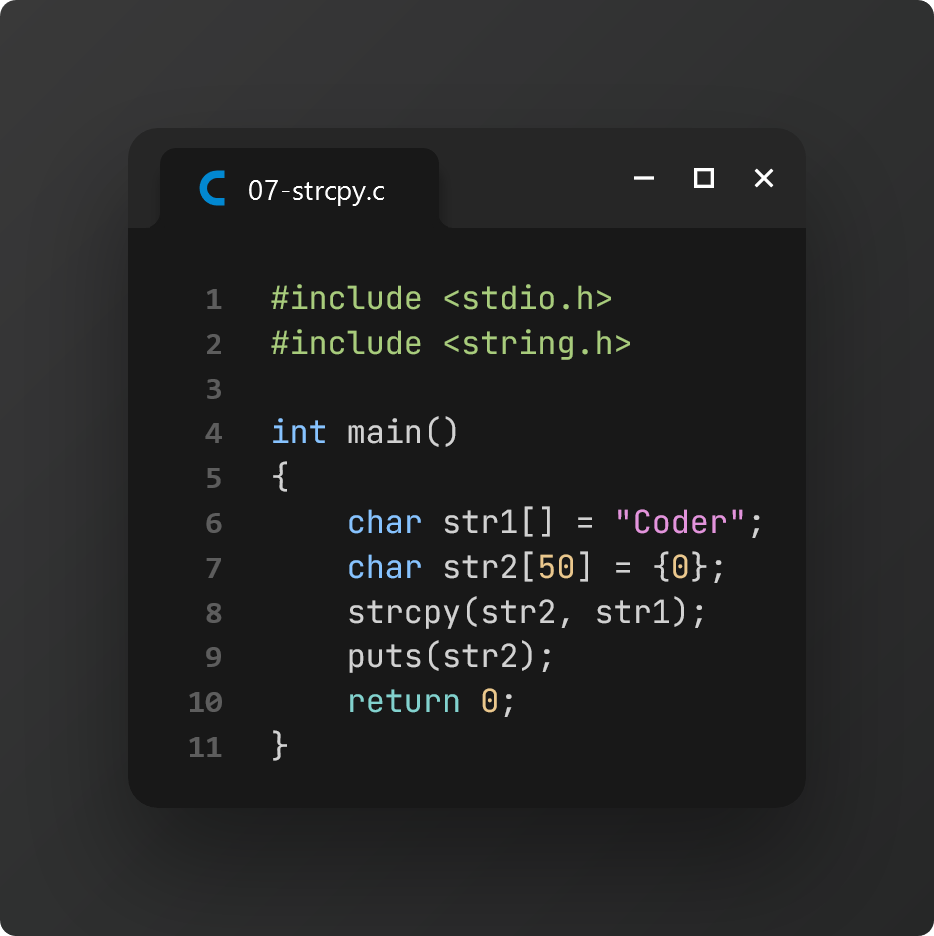 07-strcpy.c
1 #include <stdio.h>
2 #include <string.h>
3
4 int main()
5 {
6     char str1[] = "Coder";
7     char str2[50] = {0};
8     strcpy(str2, str1);
9     puts(str2);
10     return 0;
11 }